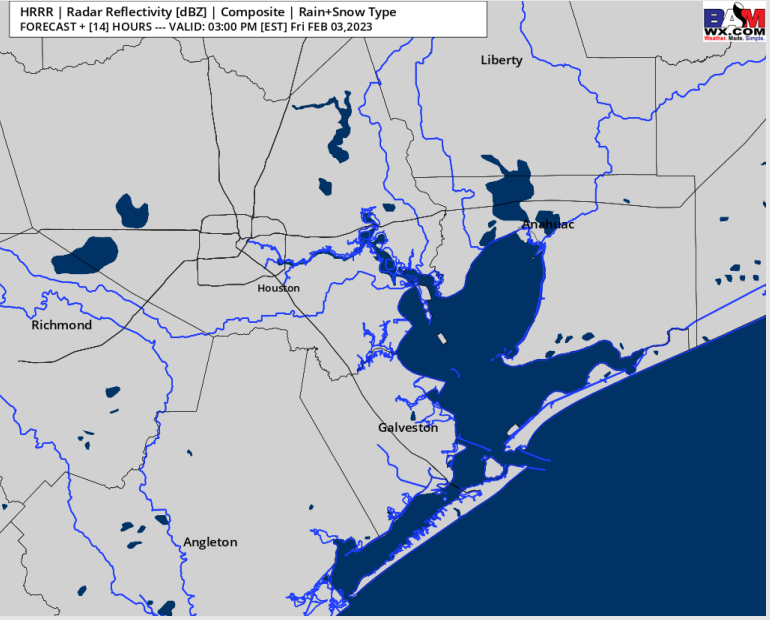 HRRR | Radar Reflectivity [dBZ] | Composite | Rain+Snow Type
FORECAST + [14] HOURS --- VALID: 03:00 PM [EST] Fri FEB 03,2023
BAM
WX.COM
Weather. Made. Simple.
Liberty
Anahuac
Houston
Richmond
Galveston
Angleton